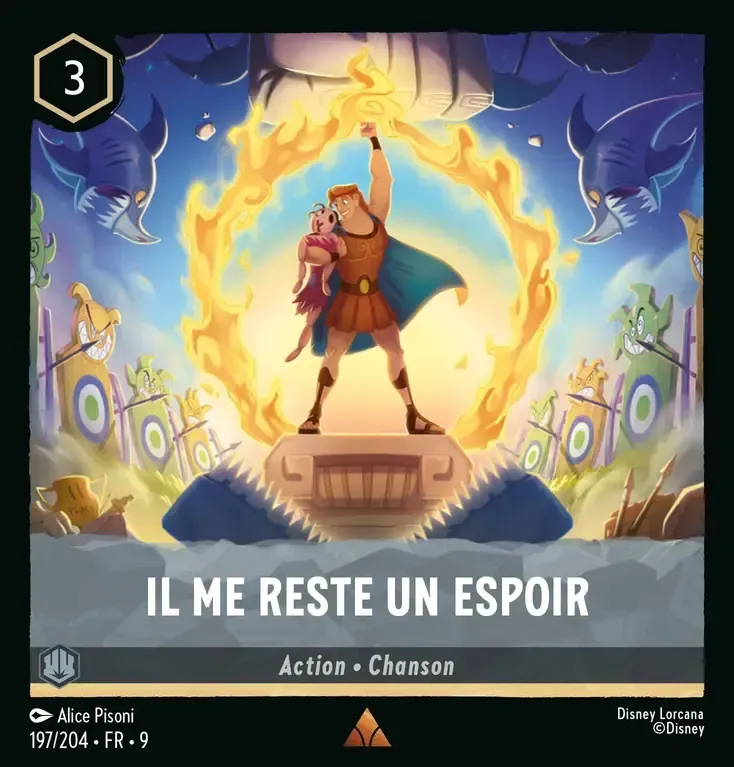 3
IL ME RESTE UN ESPOIR
Action • Chanson
Alice Pisoni
Disney Lorcana
197/204 • FR • 9
©Disney